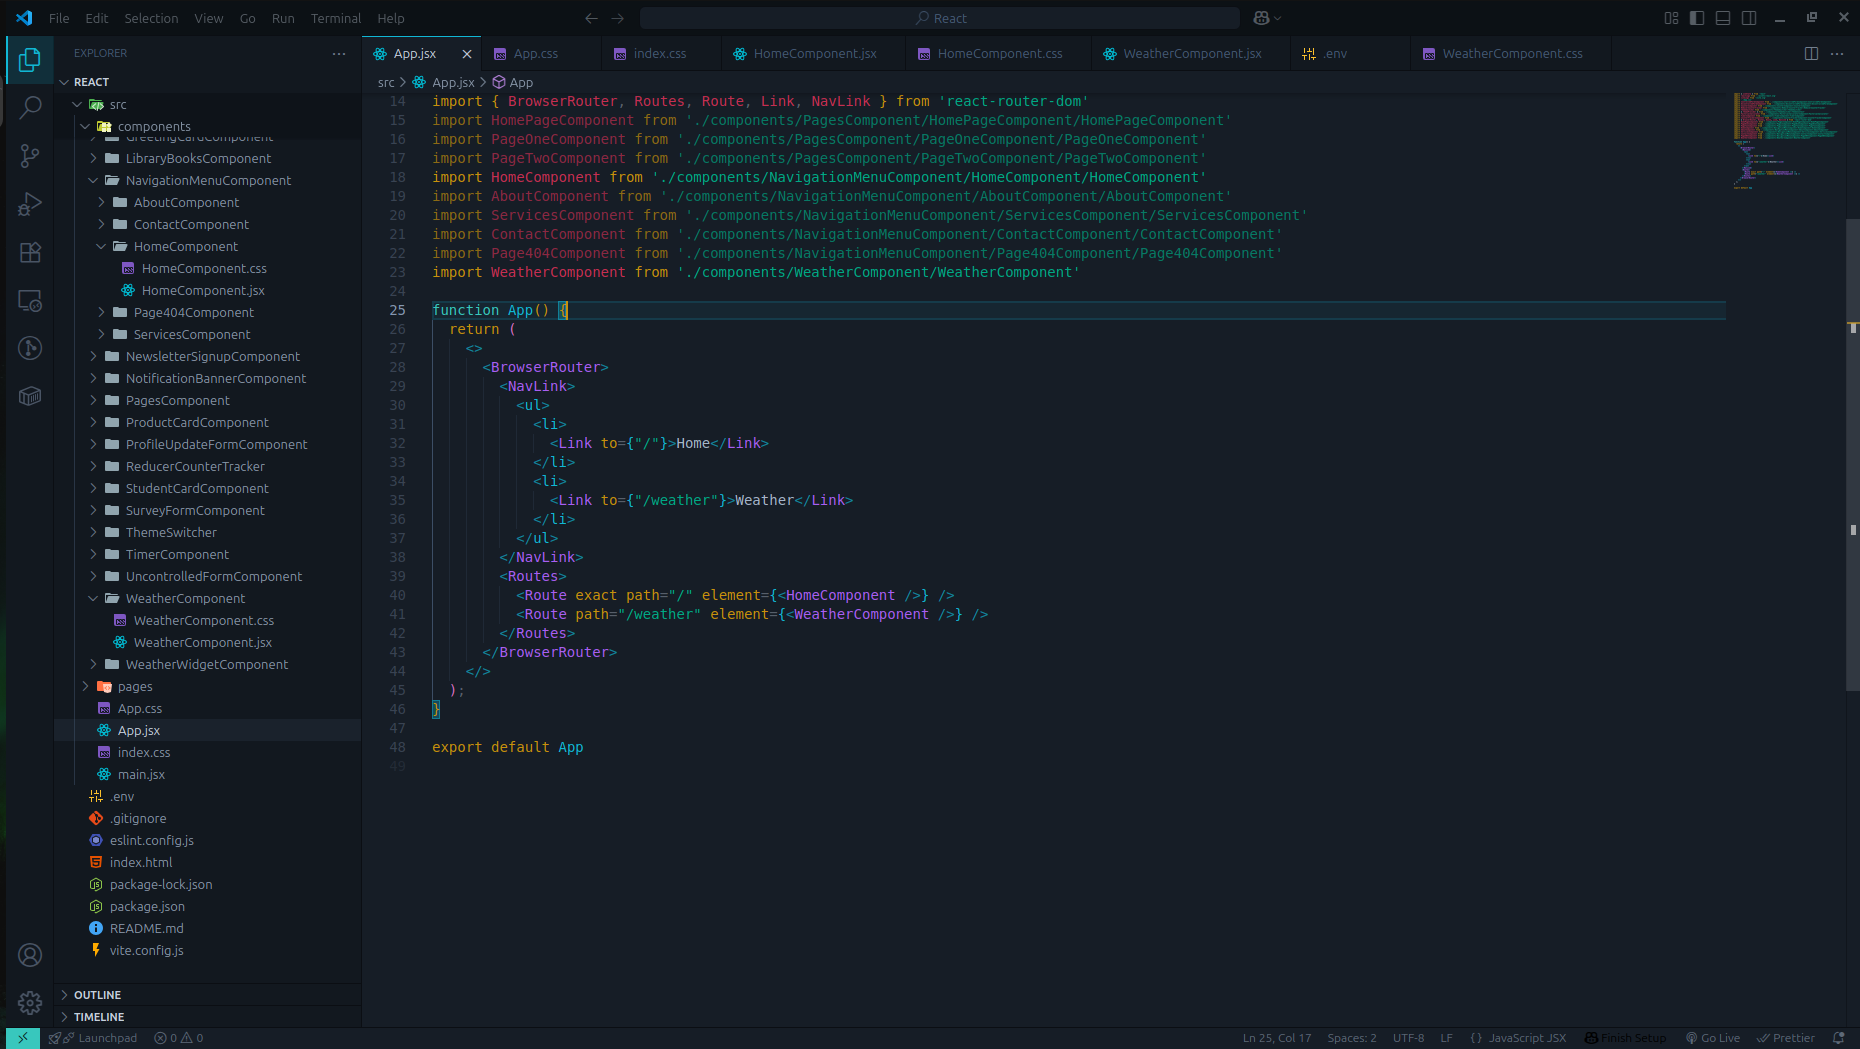 File Edit Selection View Go Run Terminal Help
React
EXPLORER
REACT
src
components
GreetingCardComponent
LibraryBooksComponent
NavigationMenuComponent
AboutComponent
ContactComponent
HomeComponent
HomeComponent.css
HomeComponent.jsx
Page404Component
ServicesComponent
NewsletterSignupComponent
NotificationBannerComponent
PagesComponent
ProductCardComponent
ProfileUpdateFormComponent
ReducerCounterTracker
StudentCardComponent
SurveyFormComponent
ThemeSwitcher
TimerComponent
UncontrolledFormComponent
WeatherComponent
WeatherComponent.css
WeatherComponent.jsx
WeatherWidgetComponent
pages
App.css
App.jsx
index.css
main.jsx
.env
.gitignore
eslint.config.js
index.html
package-lock.json
package.json
README.md
vite.config.js
OUTLINE
TIMELINE
App.jsx App.css index.css HomeComponent.jsx HomeComponent.css WeatherComponent.jsx .env WeatherComponent.css
src > App.jsx > App
14 import { BrowserRouter, Routes, Route, Link, NavLink } from 'react-router-dom'
15 import HomePageComponent from './components/PagesComponent/HomePageComponent/HomePageComponent'
16 import PageOneComponent from './components/PagesComponent/PageOneComponent/PageOneComponent'
17 import PageTwoComponent from './components/PagesComponent/PageTwoComponent/PageTwoComponent'
18 import HomeComponent from './components/NavigationMenuComponent/HomeComponent/HomeComponent'
19 import AboutComponent from './components/NavigationMenuComponent/AboutComponent/AboutComponent'
20 import ServicesComponent from './components/NavigationMenuComponent/ServicesComponent/ServicesComponent'
21 import ContactComponent from './components/NavigationMenuComponent/ContactComponent/ContactComponent'
22 import Page404Component from './components/NavigationMenuComponent/Page404Component/Page404Component'
23 import WeatherComponent from './components/WeatherComponent/WeatherComponent'
24
25 function App() {
26 return (
27 <>
28 <BrowserRouter>
29 <NavLink>
30 <ul>
31 <li>
32 <Link to={"/"}>Home</Link>
33 </li>
34 <li>
35 <Link to={"/weather"}>Weather</Link>
36 </li>
37 </ul>
38 </NavLink>
39 <Routes>
40 <Route exact path="/" element={<HomeComponent />} />
41 <Route path="/weather" element={<WeatherComponent />} />
42 </Routes>
43 </BrowserRouter>
44 </>
45 );
46 }
47
48 export default App
49
Launchpad 0 0 Ln 25, Col 17 Spaces: 2 UTF-8 LF {} JavaScript JSX Finish Setup Go Live Prettier